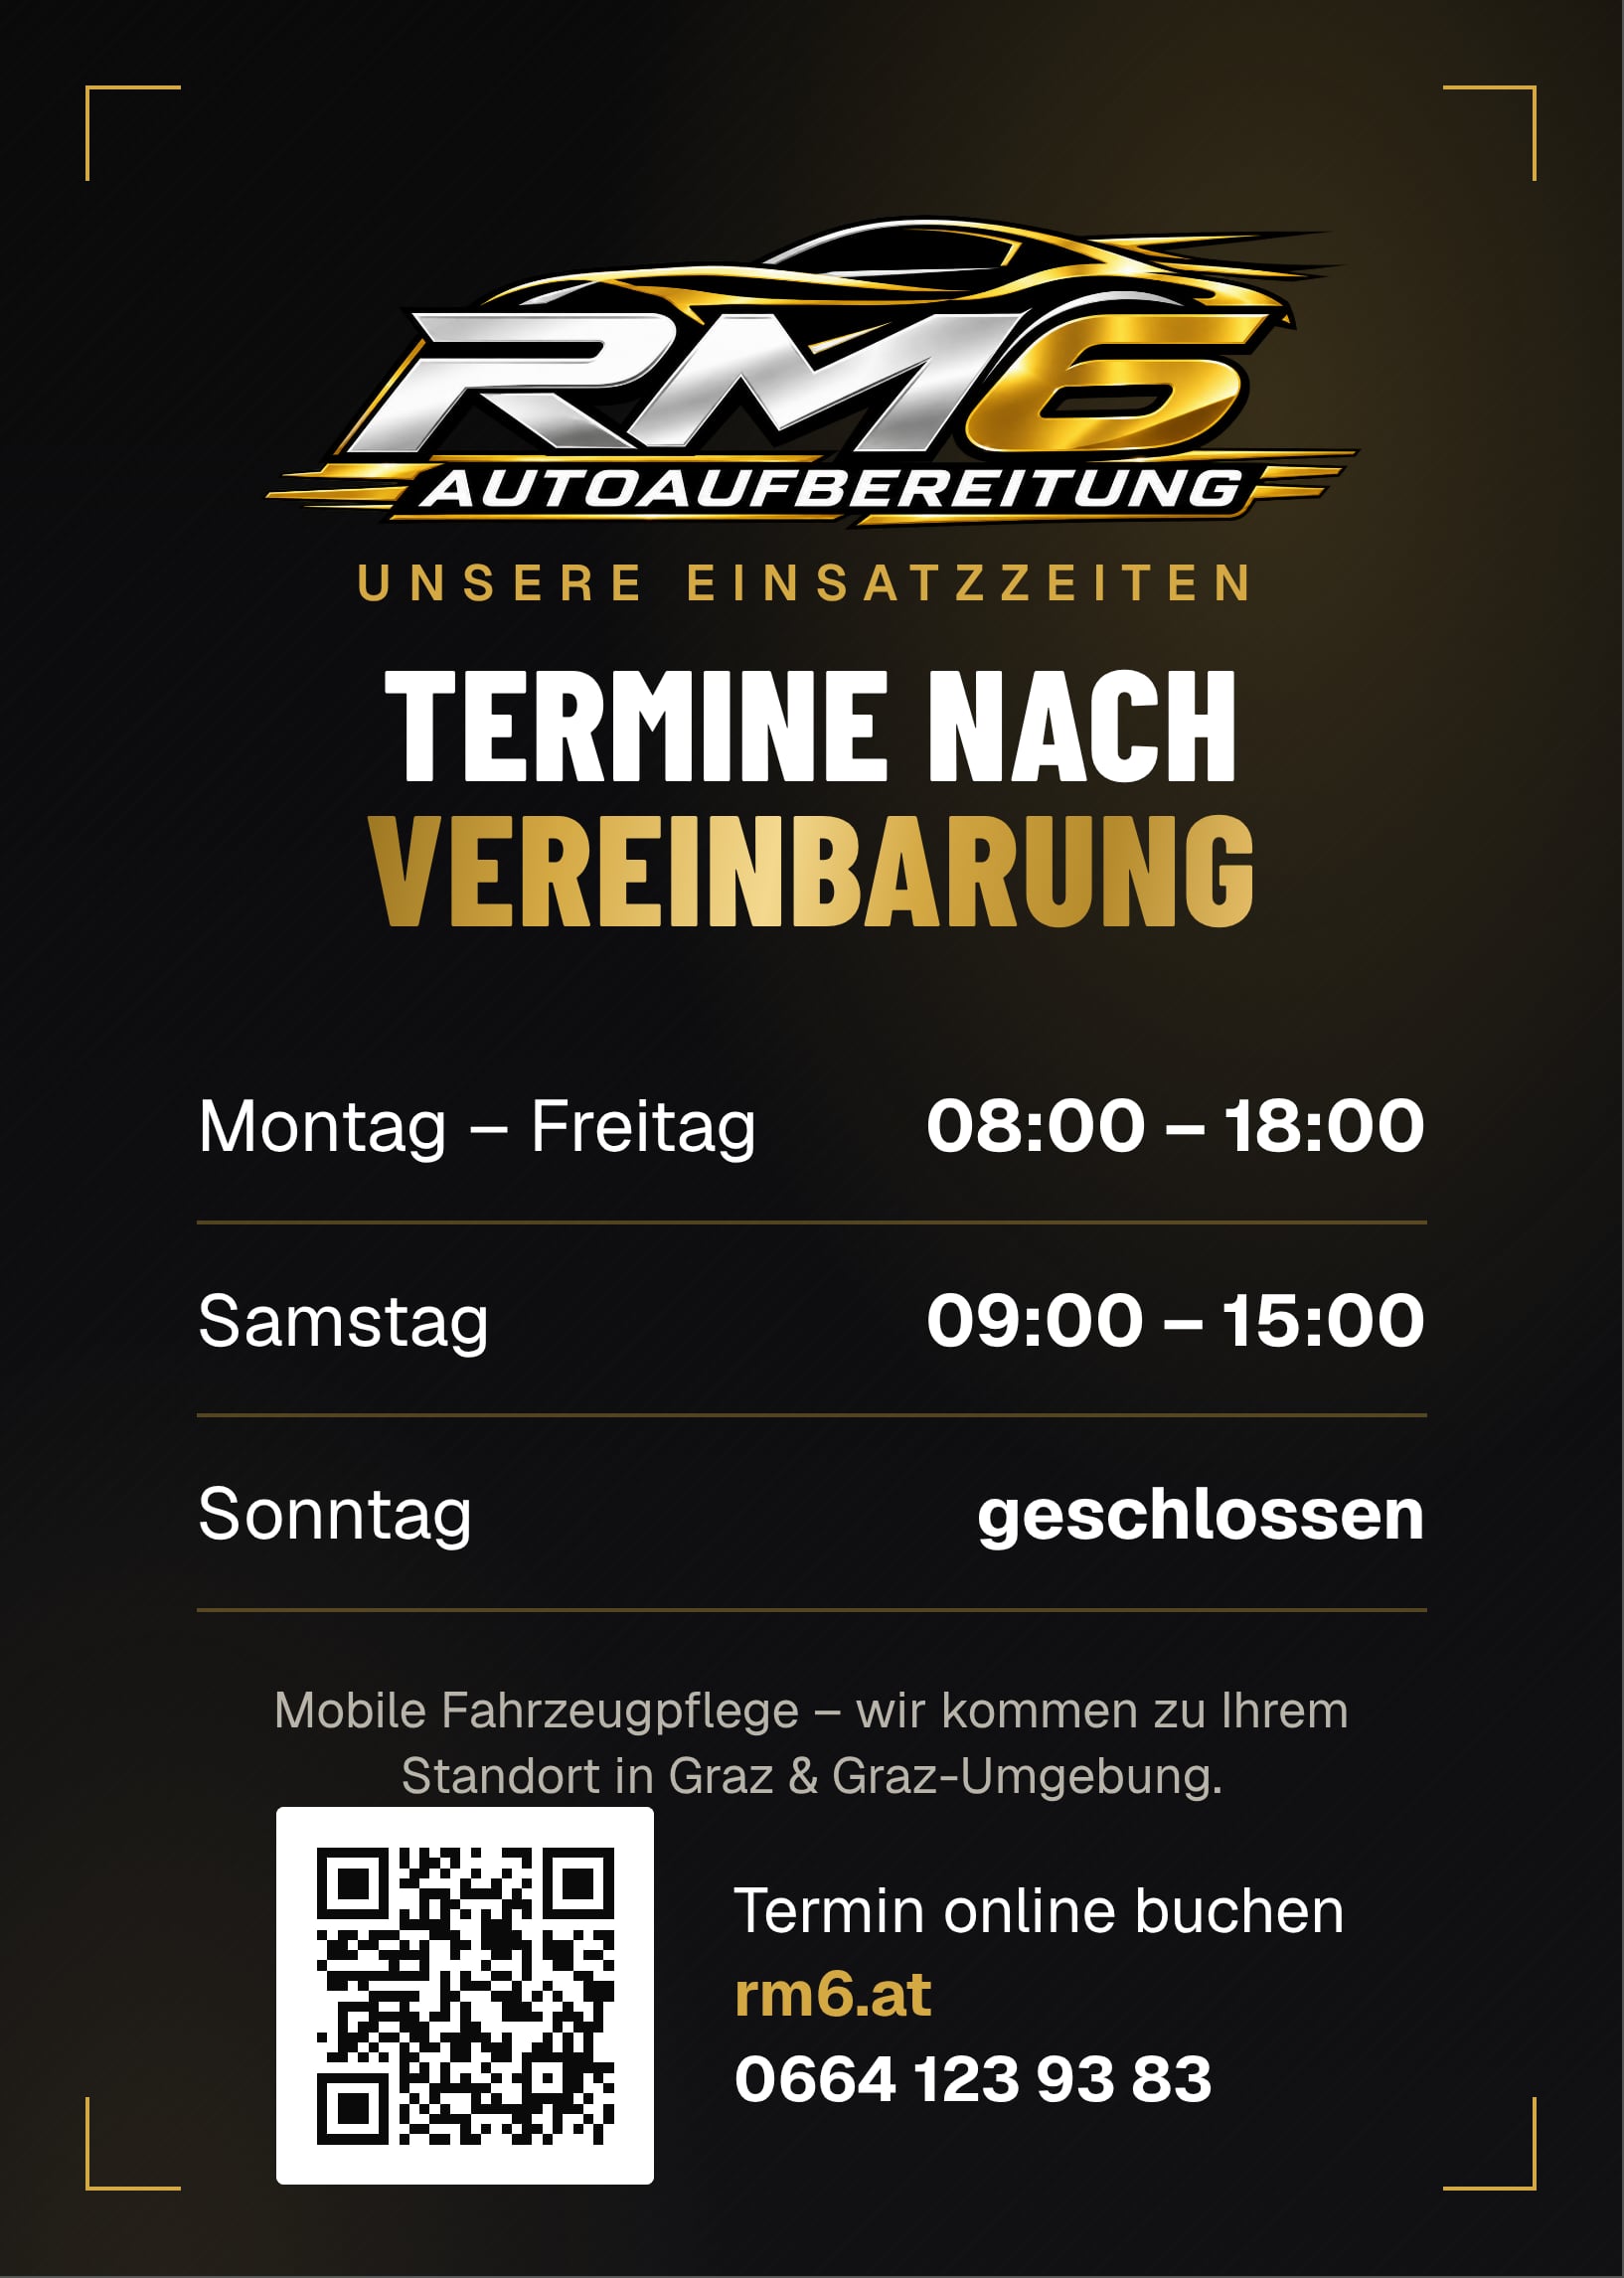 RM6
AUTOAUFBEREITUNG
UNSERE EINSATZZEITEN
TERMINE NACH
VEREINBARUNG
Montag – Freitag 08:00 – 18:00
Samstag 09:00 – 15:00
Sonntag geschlossen
Mobile Fahrzeugpflege – wir kommen zu Ihrem
Standort in Graz & Graz-Umgebung.
Termin online buchen
rm6.at
0664 123 93 83